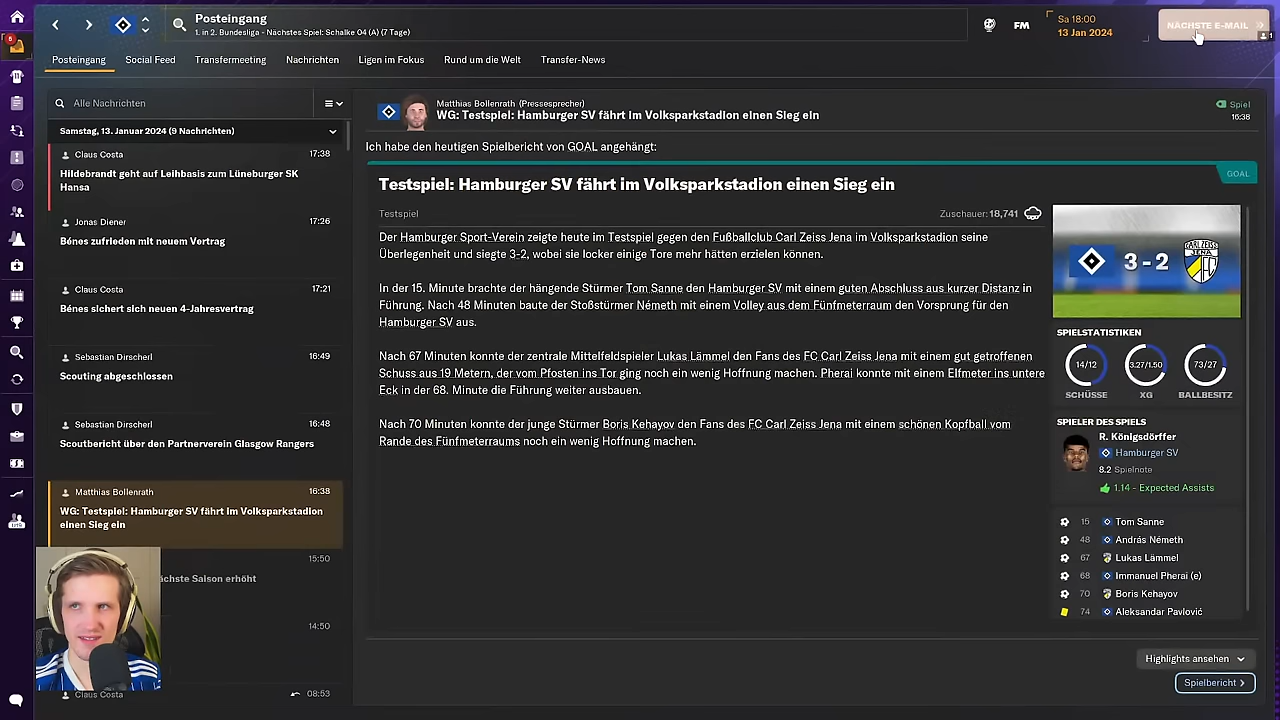 Posteingang
1. in 2. Bundesliga - Nächstes Spiel: Schalke 04 (A) (7 Tage)
FM
Sa 18:00
13 Jan 2024
NÄCHSTE E-MAIL
1
6
Posteingang
Social Feed
Transfermeeting
Nachrichten
Ligen im Fokus
Rund um die Welt
Transfer-News
Alle Nachrichten
Samstag, 13. Januar 2024 (9 Nachrichten)
Claus Costa 17:38
Hildebrandt geht auf Leihbasis zum Lüneburger SK
Hansa
Jonas Diener 17:26
Bénes zufrieden mit neuem Vertrag
Claus Costa 17:21
Bénes sichert sich neuen 4-Jahresvertrag
Sebastian Dirscherl 16:49
Scouting abgeschlossen
Sebastian Dirscherl 16:48
Scoutbericht über den Partnerverein Glasgow Rangers
Matthias Bollenrath 16:38
WG: Testspiel: Hamburger SV fährt im Volksparkstadion
einen Sieg ein
15:50
ächste Saison erhöht
14:50
Claus Costa 08:53
Matthias Bollenrath (Pressesprecher)
WG: Testspiel: Hamburger SV fährt im Volksparkstadion einen Sieg ein
Spiel
16:38
Ich habe den heutigen Spielbericht von GOAL angehängt:
GOAL
Testspiel: Hamburger SV fährt im Volksparkstadion einen Sieg ein
Testspiel
Zuschauer: 18,741
Der Hamburger Sport-Verein zeigte heute im Testspiel gegen den Fußballclub Carl Zeiss Jena im Volksparkstadion seine
Überlegenheit und siegte 3-2, wobei sie locker einige Tore mehr hätten erzielen können.
In der 15. Minute brachte der hängende Stürmer Tom Sanne den Hamburger SV mit einem guten Abschluss aus kurzer Distanz in
Führung. Nach 48 Minuten baute der Stoßstürmer Németh mit einem Volley aus dem Fünfmeterraum den Vorsprung für den
Hamburger SV aus.
Nach 67 Minuten konnte der zentrale Mittelfeldspieler Lukas Lämmel den Fans des FC Carl Zeiss Jena mit einem gut getroffenen
Schuss aus 19 Metern, der vom Pfosten ins Tor ging noch ein wenig Hoffnung machen. Pherai konnte mit einem Elfmeter ins untere
Eck in der 68. Minute die Führung weiter ausbauen.
Nach 70 Minuten konnte der junge Stürmer Boris Kehayov den Fans des FC Carl Zeiss Jena mit einem schönen Kopfball vom
Rande des Fünfmeterraums noch ein wenig Hoffnung machen.
CARL ZEISS
JENA
3 - 2
SPIELSTATISTIKEN
14/12
3.27/1.50
73/27
SCHÜSSE
XG
BALLBESITZ
SPIELER DES SPIELS
R. Königsdörffer
Hamburger SV
8.2 Spielnote
1.14 - Expected Assists
15 Tom Sanne
48 András Németh
67 Lukas Lämmel
68 Immanuel Pherai (e)
70 Boris Kehayov
74 Aleksandar Pavlović
Highlights ansehen
Spielbericht